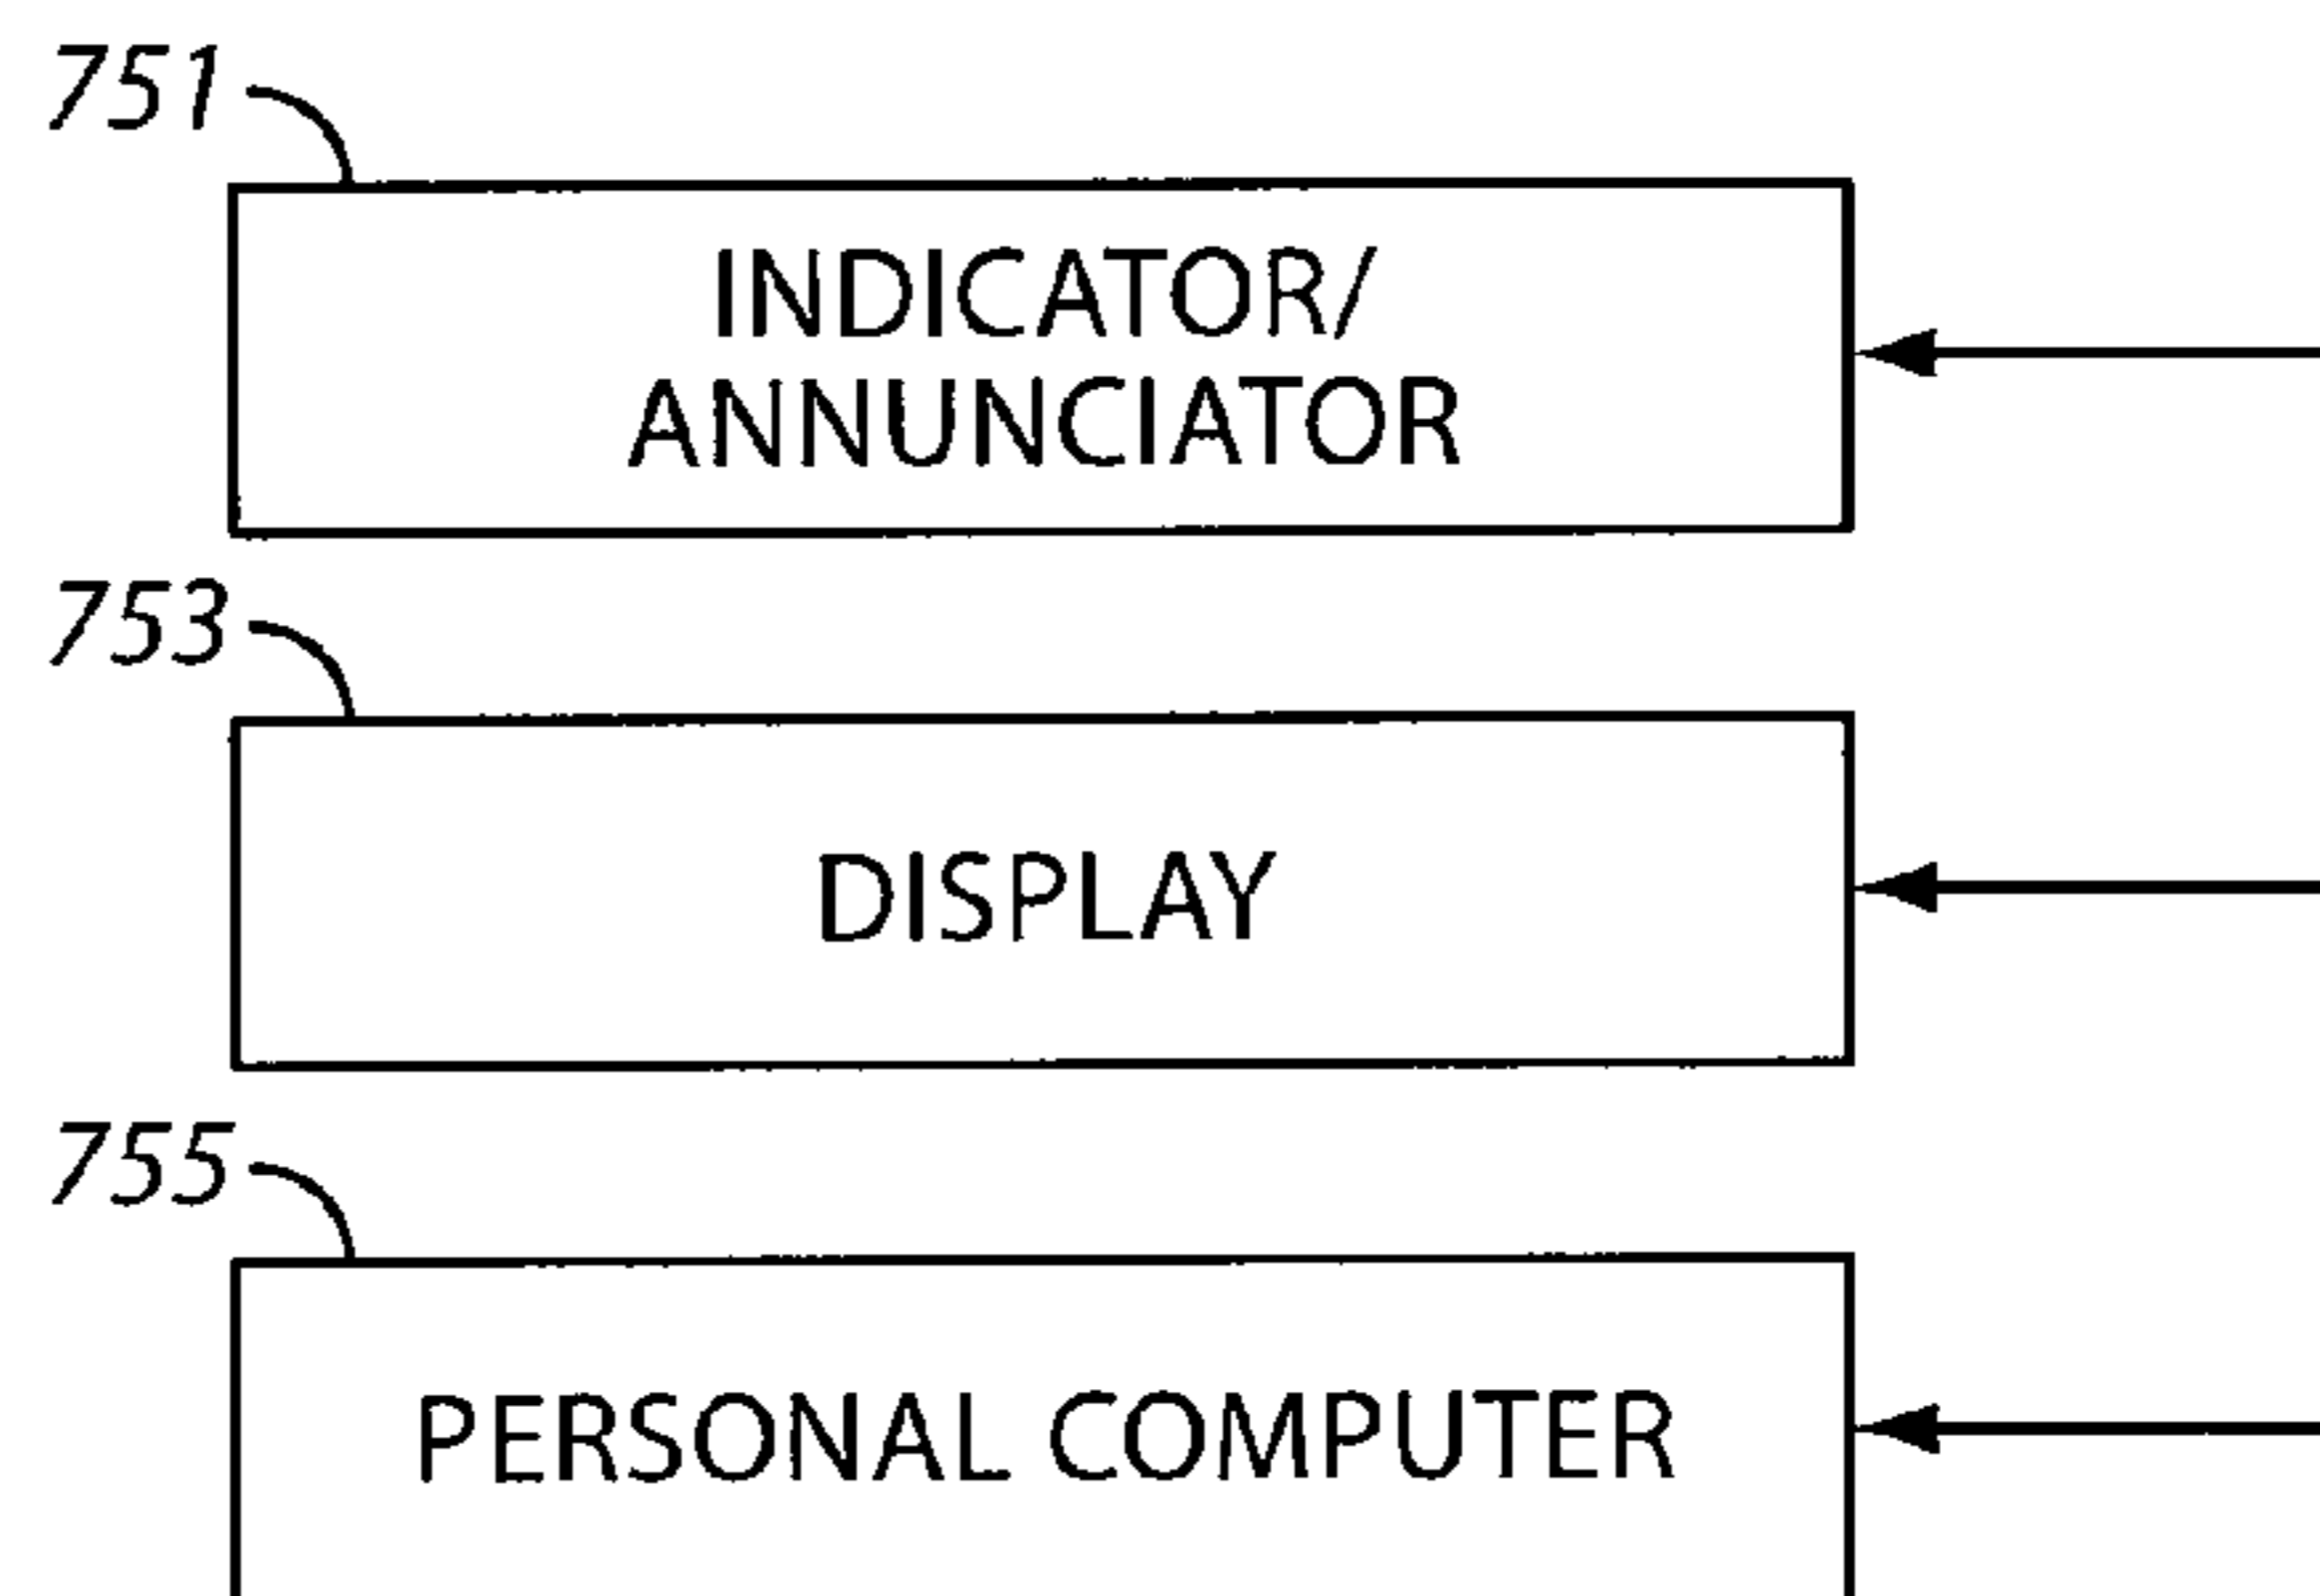 751
INDICATOR/
ANNUNCIATOR
753
DISPLAY
755
PERSONAL COMPUTER